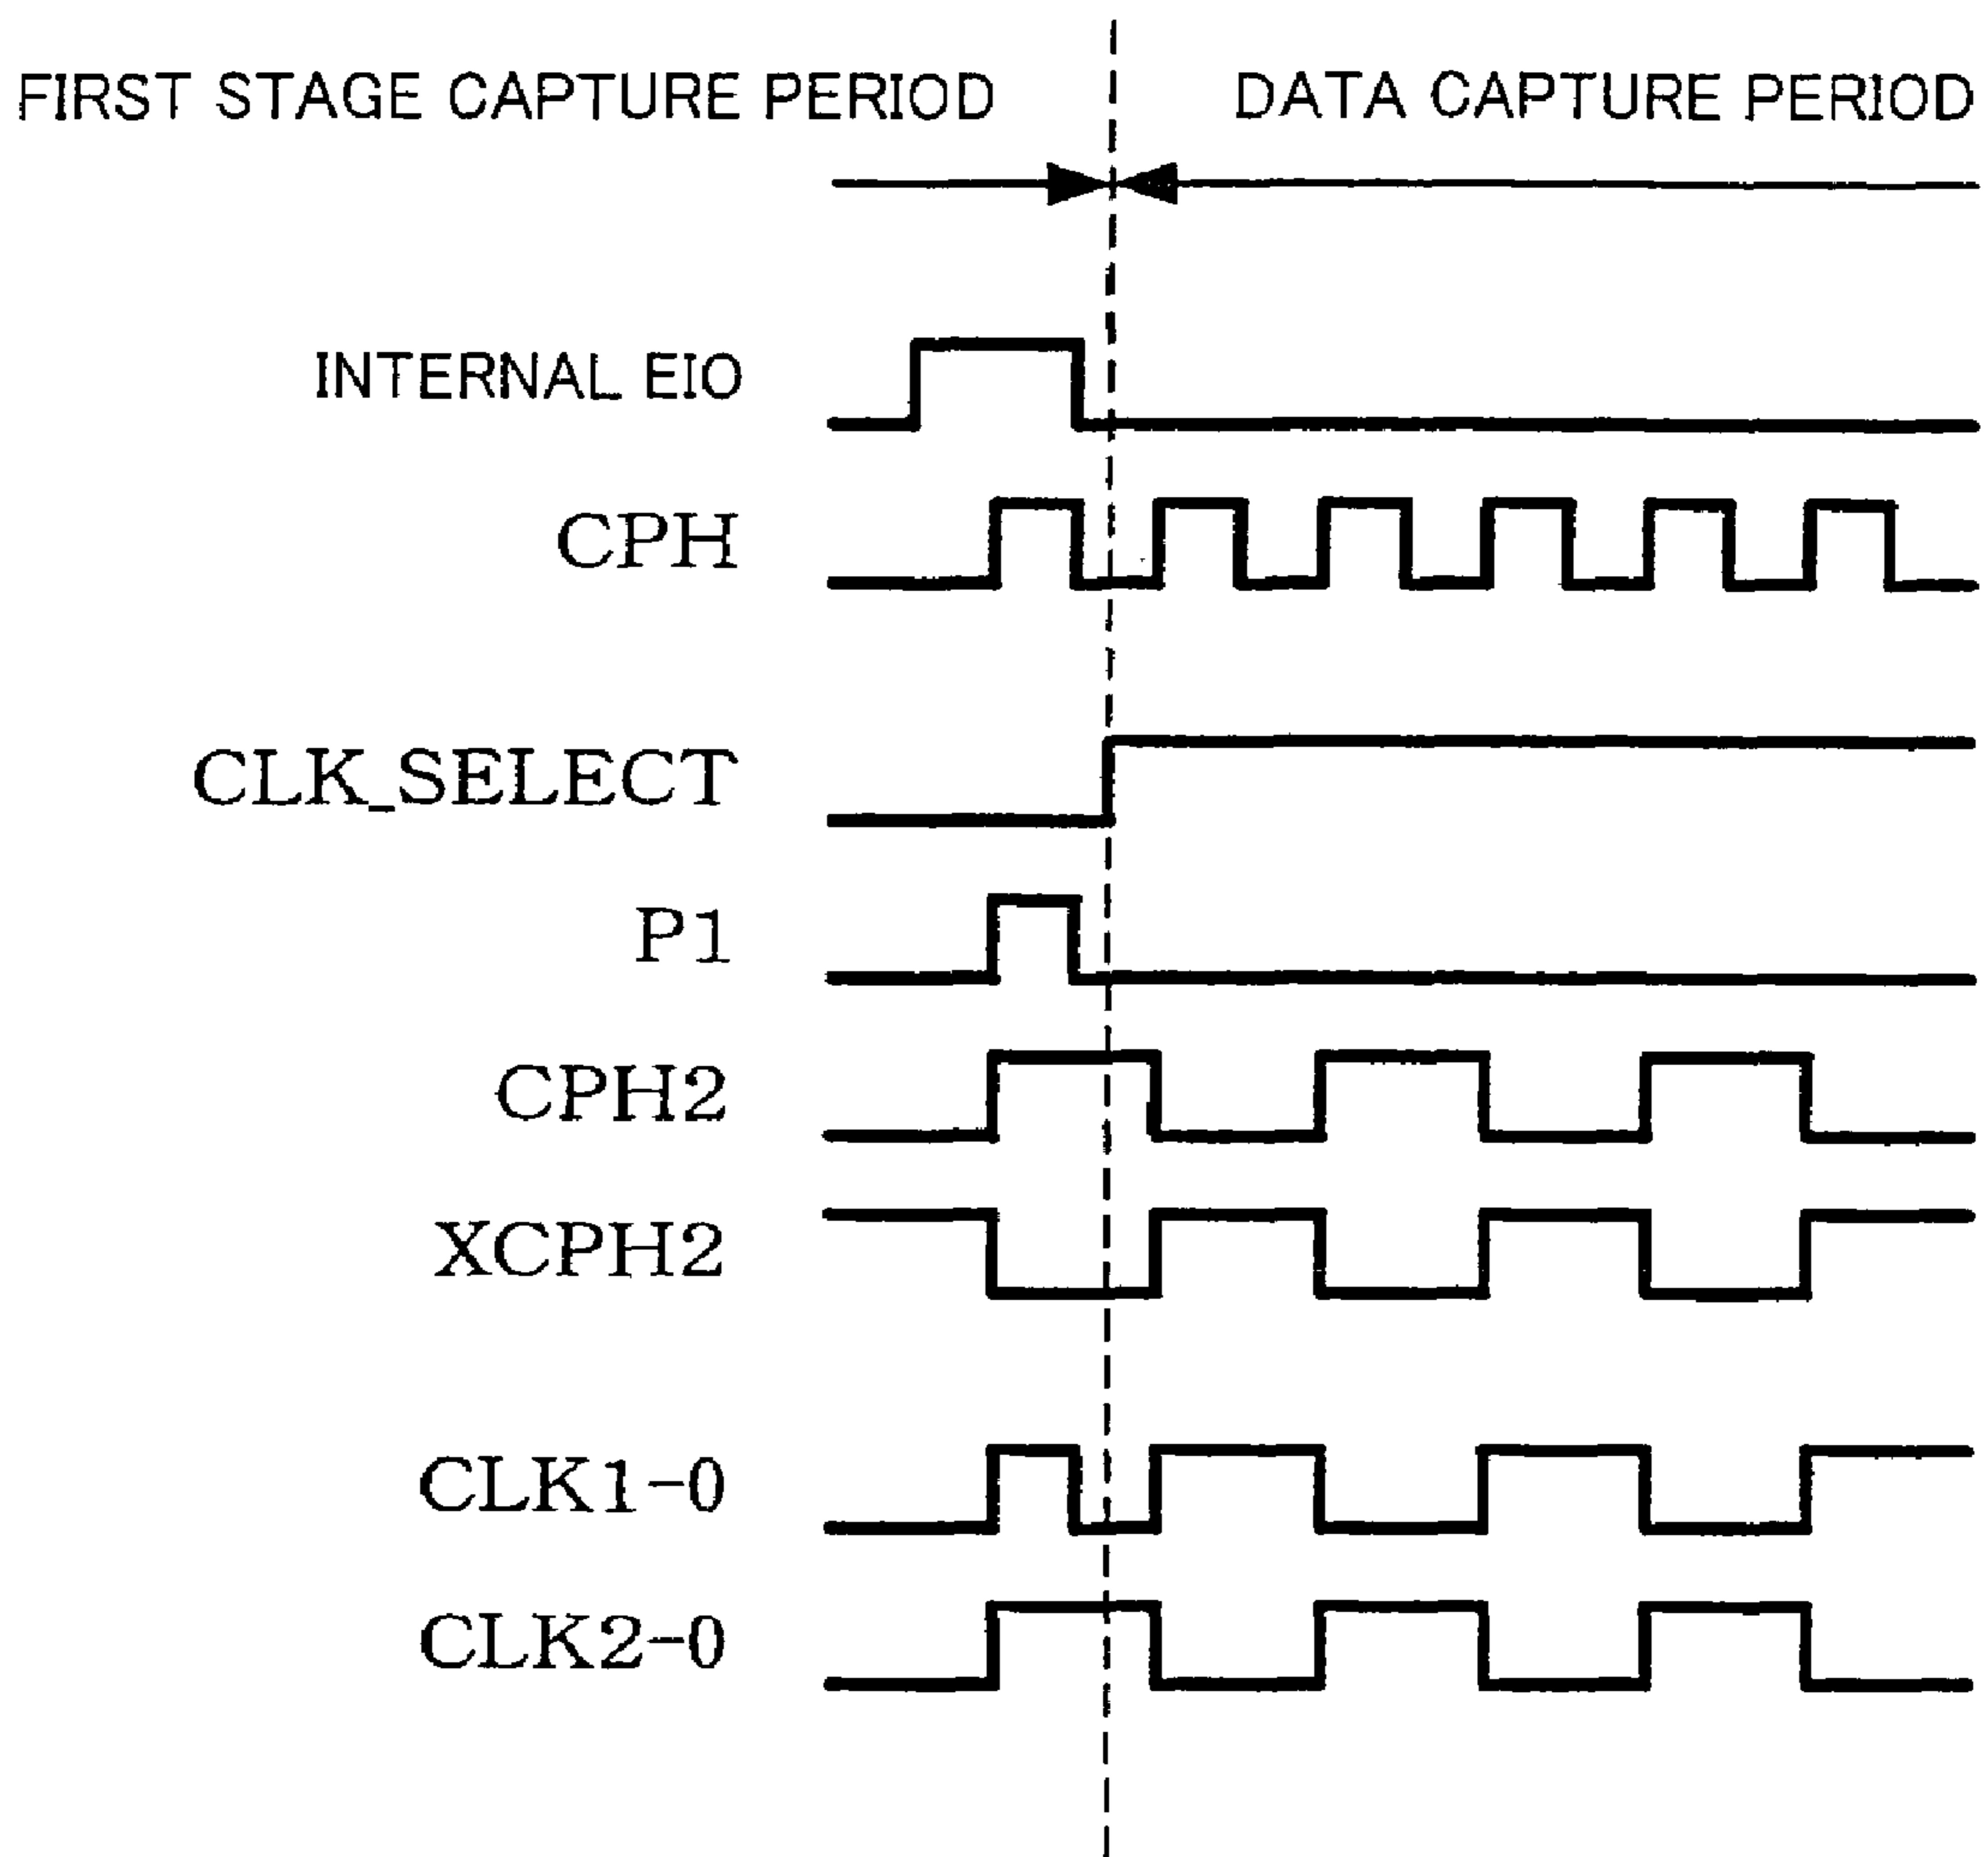 FIRST STAGE CAPTURE PERIOD
DATA CAPTURE PERIOD
INTERNAL EIO
CPH
CLK_SELECT
P1
CPH2
XCPH2
CLK1-0
CLK2-0